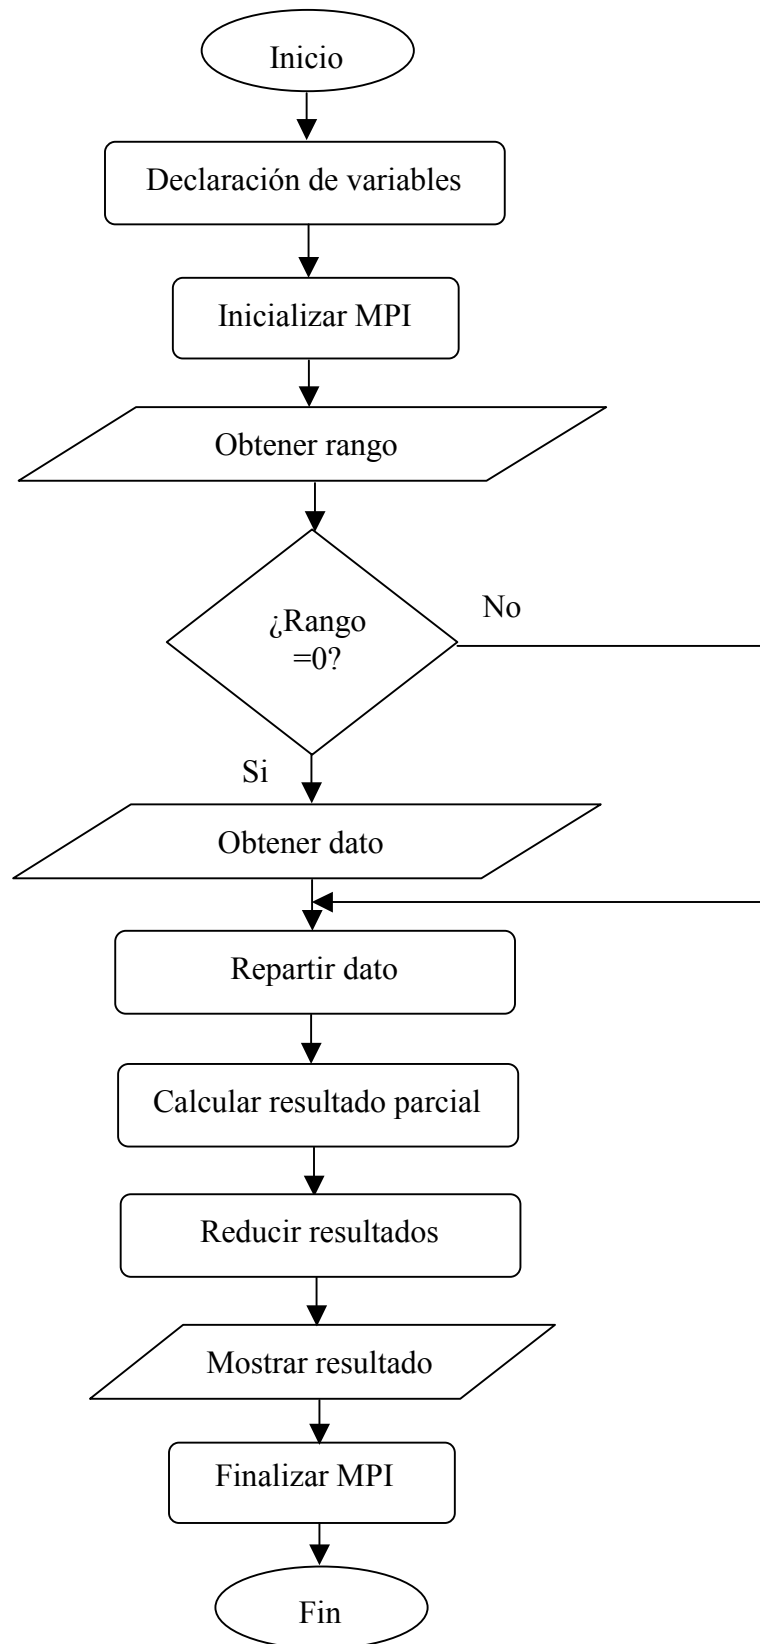 Inicio
Declaración de variables
Inicializar MPI
Obtener rango
¿Rango
=0?
No
Si
Obtener dato
Repartir dato
Calcular resultado parcial
Reducir resultados
Mostrar resultado
Finalizar MPI
Fin